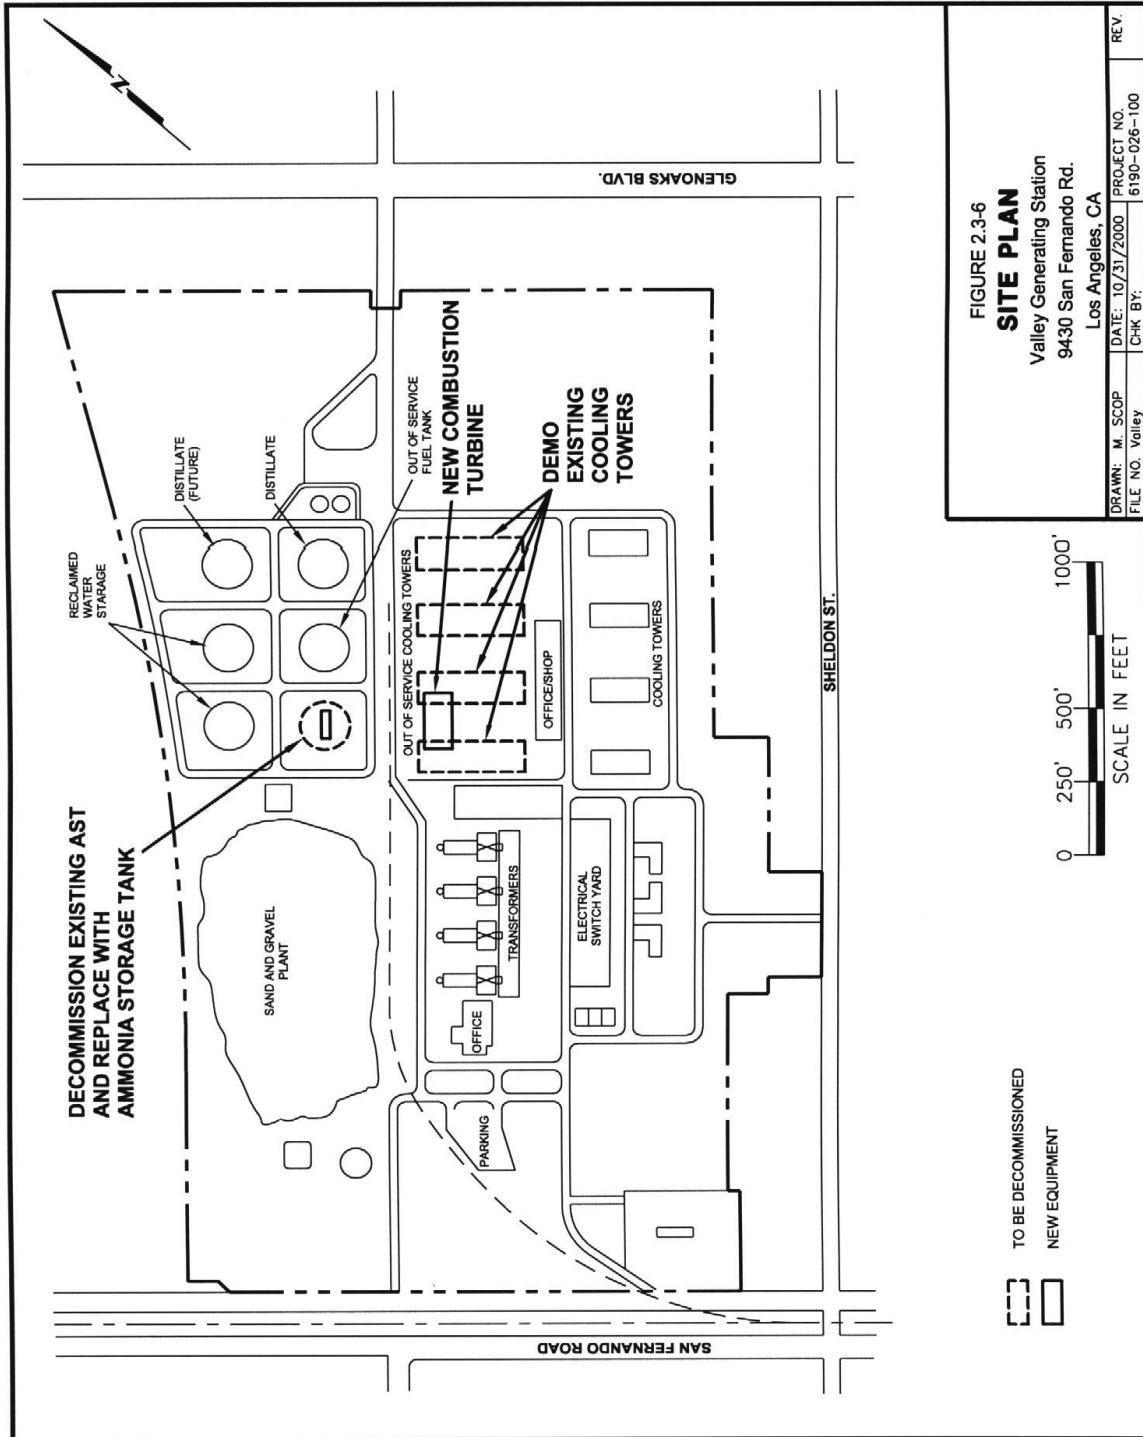 N
GLENOAKS BLVD.
RECLAIMED
WATER
STARAGE
DISTILLATE
(FUTURE)
DISTILLATE
OUT OF SERVICE
FUEL TANK
NEW COMBUSTION
TURBINE
DEMO
EXISTING
COOLING
TOWERS
OUT OF SERVICE COOLING TOWERS
OFFICE/SHOP
COOLING TOWERS
DECOMMISSION EXISTING AST
AND REPLACE WITH
AMMONIA STORAGE TANK
SAND AND GRAVEL
PLANT
TRANSFORMERS
ELECTRICAL
SWITCH YARD
OFFICE
PARKING
SHELDON ST.
SAN FERNANDO ROAD
TO BE DECOMMISSIONED
NEW EQUIPMENT
0 250' 500' 1000'
SCALE IN FEET
FIGURE 2.3-6
SITE PLAN
Valley Generating Station
9430 San Fernando Rd.
Los Angeles, CA
DRAWN: M. SCOP DATE: 10/31/2000 PROJECT NO. REV.
FILE NO. Valley CHK BY: 6190-026-100